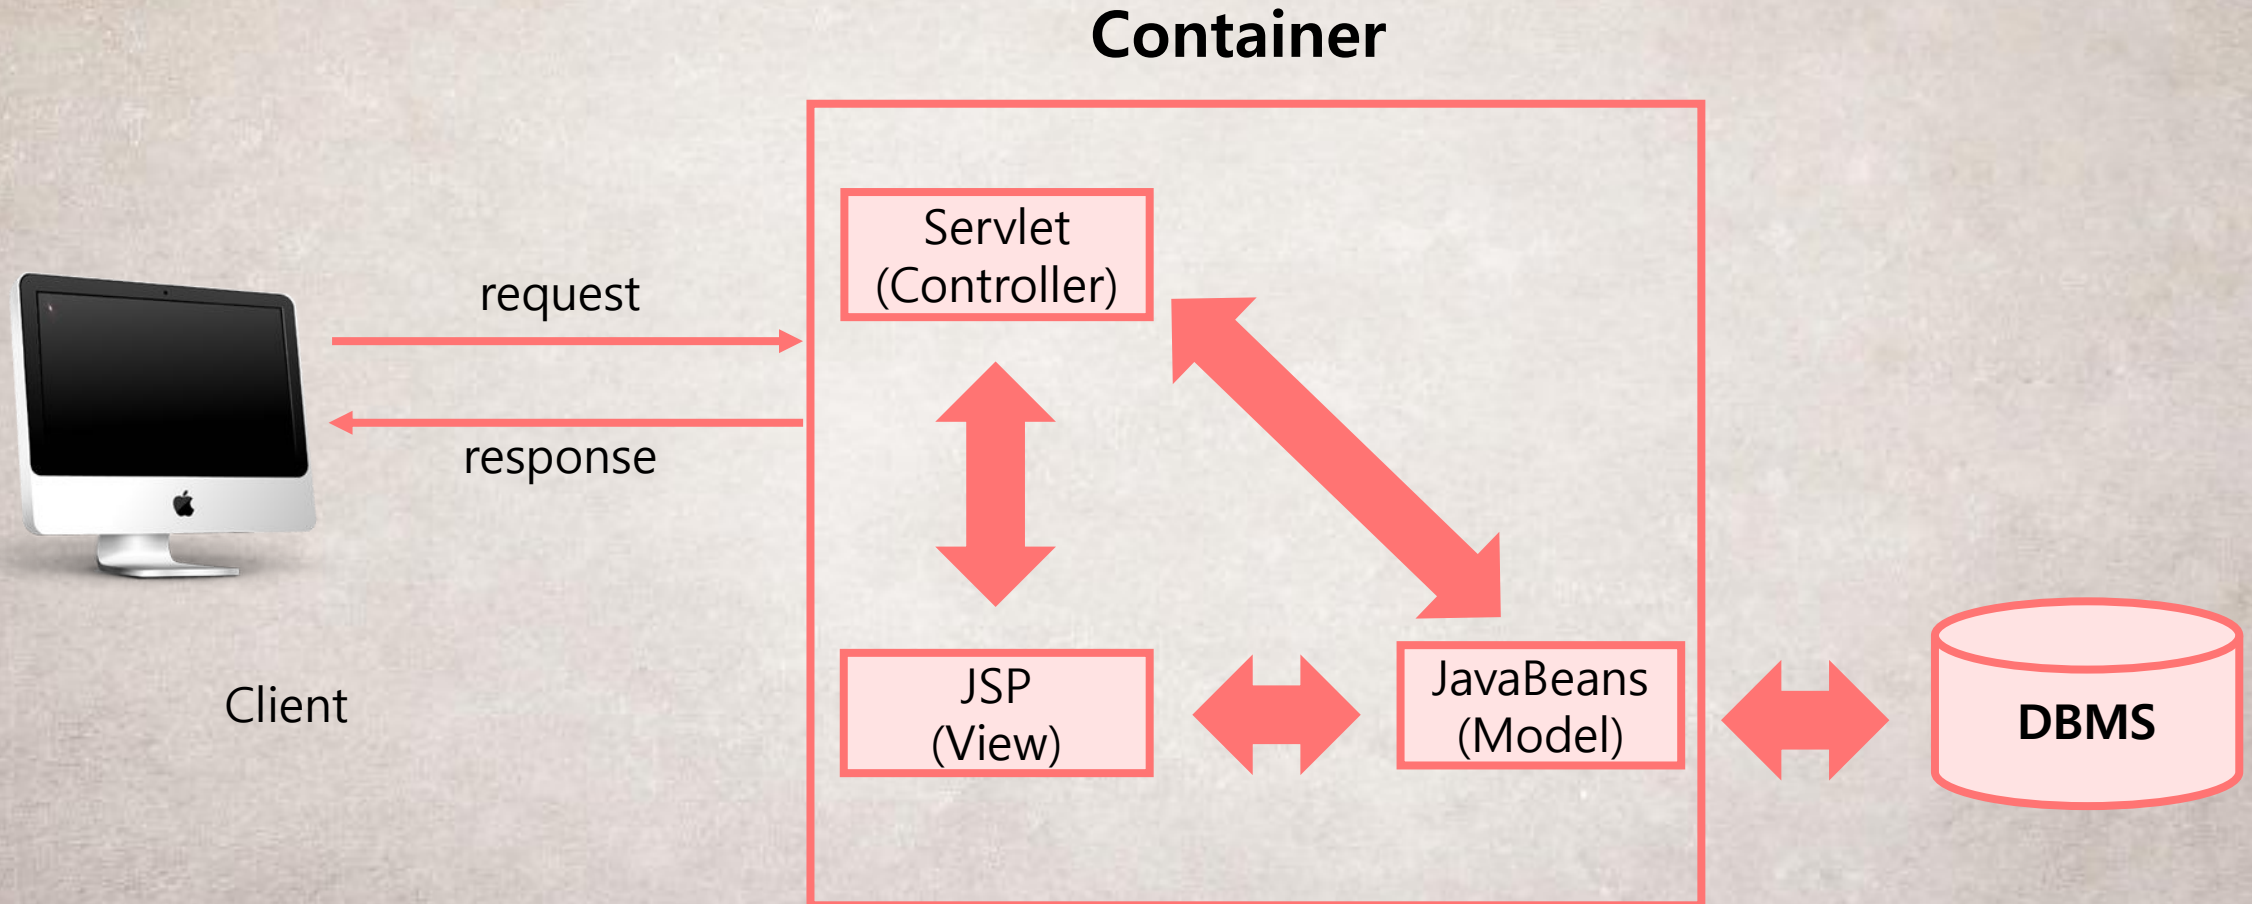 Container
Servlet
(Controller)
request
response
JSP
(View)
JavaBeans
(Model)
DBMS
Client